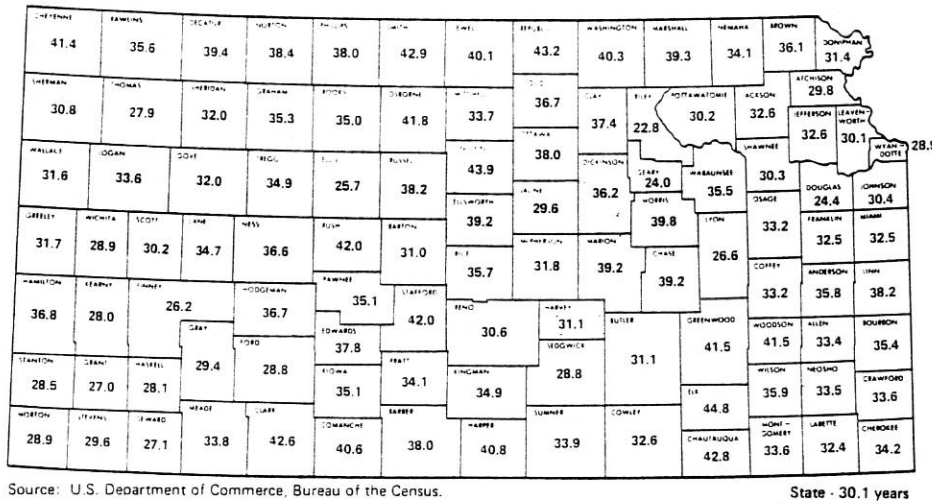 CHEYENNE RAWLINS DECATUR NORTON PHILLIPS SMITH JEWELL REPUBLIC WASHINGTON MARSHALL NEMAHA BROWN DONIPHAN
41.4 35.6 39.4 38.4 38.0 42.9 40.1 43.2 40.3 39.3 34.1 36.1 31.4
ATCHISON
29.8
SHERMAN THOMAS SHERIDAN GRAHAM ROOKS OSBORNE CLAY RILEY POTTAWATOMIE JACKSON JEFFERSON LEAVEN-
WORTH
30.8 27.9 32.0 35.3 35.0 41.8 33.7 36.7 37.4 22.8 30.2 32.6 32.6 30.1
WYAN-
DOTTE
28.9
WALLACE LOGAN GOVE TREGO ELLIS RUSSELL OTTAWA DICKINSON GEARY WABAUNSEE SHAWNEE DOUGLAS JOHNSON
31.6 33.6 32.0 34.9 25.7 38.2 43.9 38.0 36.2 24.0 35.5 30.3 24.4 30.4
ELLSWORTH SALINE MORRIS LYON OSAGE FRANKLIN MIAMI
39.2 29.6 39.8 26.6 33.2 32.5 32.5
GREELEY WICHITA SCOTT LANE NESS RUSH BARTON RICE McPHERSON MARION CHASE COFFEY ANDERSON LINN
31.7 28.9 30.2 34.7 36.6 42.0 31.0 35.7 31.8 39.2 39.2 33.2 35.8 38.2
HAMILTON KEARNY FINNEY HODGEMAN PAWNEE STAFFORD RENO HARVEY BUTLER GREENWOOD WOODSON ALLEN BOURBON
36.8 28.0 26.2 36.7 35.1 42.0 30.6 31.1 31.1 41.5 41.5 33.4 35.4
GRAY FORD EDWARDS SEDGWICK
29.4 28.8 37.8 28.8
STANTON GRANT HASKELL KIOWA PRATT KINGMAN ELK WILSON NEOSHO CRAWFORD
28.5 27.0 28.1 35.1 34.1 34.9 44.8 35.9 33.5 33.6
MORTON STEVENS SEWARD MEADE CLARK COMANCHE BARBER HARPER SUMNER COWLEY CHAUTAUQUA MONT-
GOMERY LABETTE CHEROKEE
28.9 29.6 27.1 33.8 42.6 40.6 38.0 40.8 33.9 32.6 42.8 33.6 32.4 34.2
Source: U.S. Department of Commerce, Bureau of the Census.
State - 30.1 years